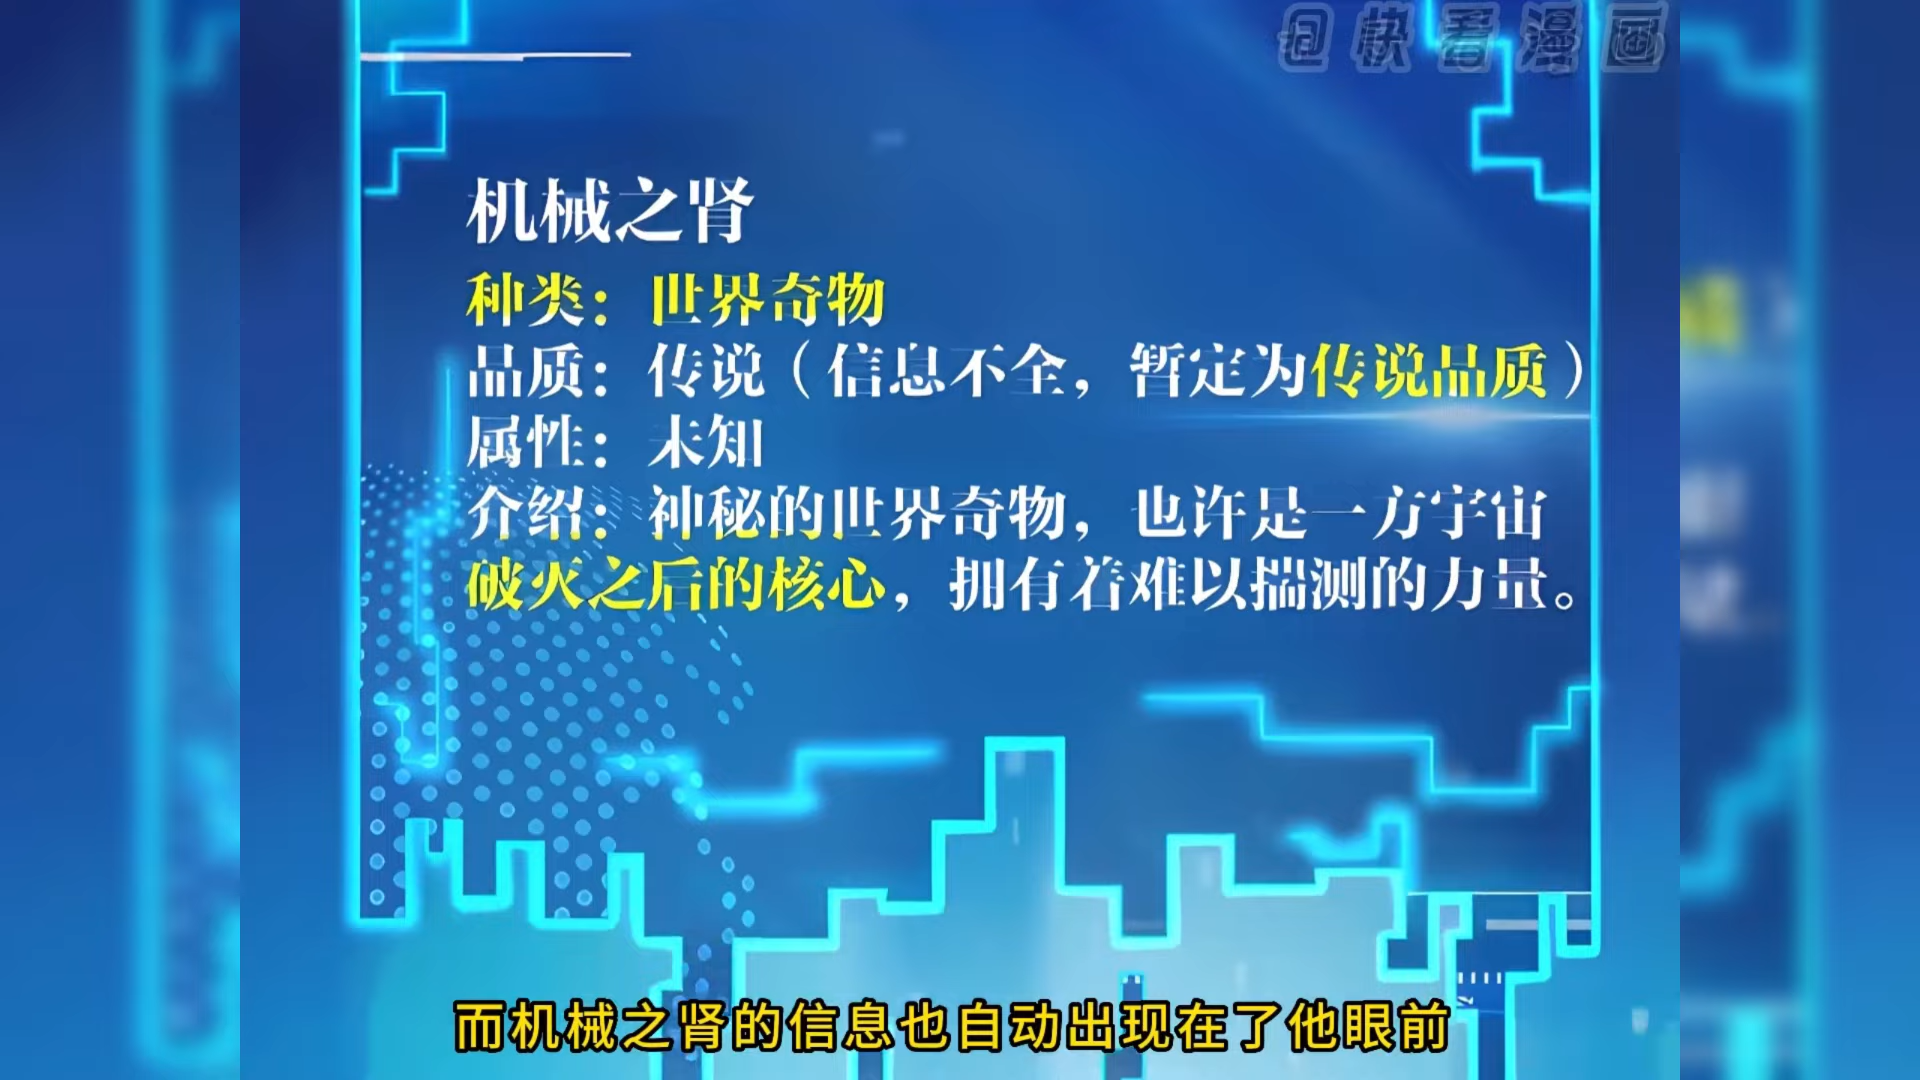 @快看漫画
机械之肾
种类：世界奇物
品质：传说（信息不全，暂定为传说品质）
属性：未知
介绍：神秘的世界奇物，也许是一方宇宙
破灭之后的核心，拥有着难以揣测的力量。
而机械之肾的信息也自动出现在了他眼前